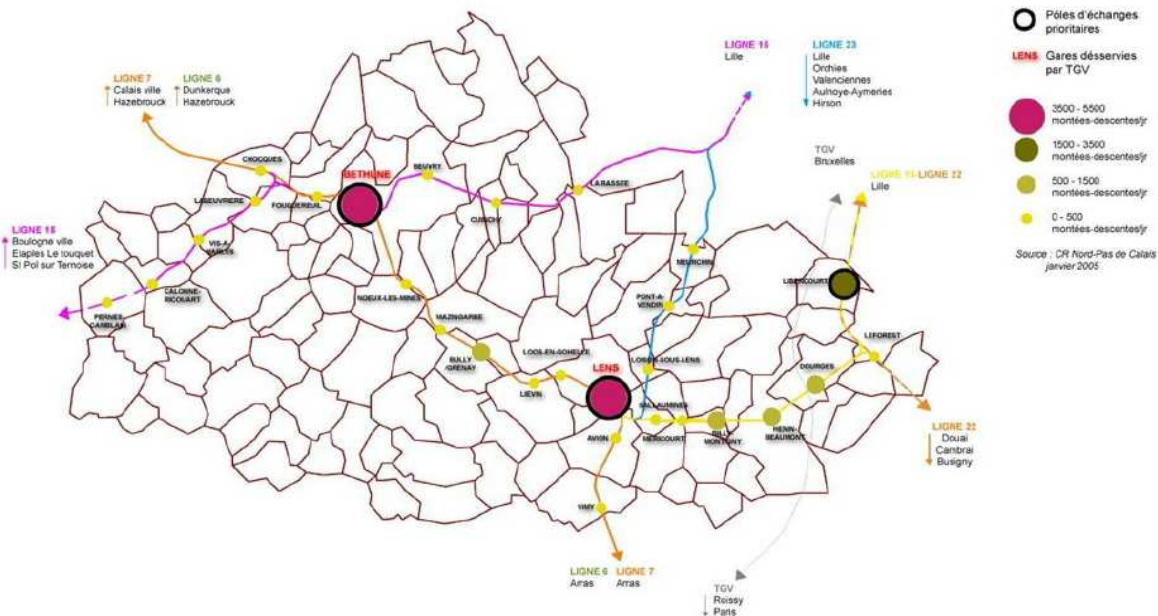 LIGNE 7
Calais ville
Hazebrouck
LIGNE 6
Dunkerque
Hazebrouck
LIGNE 15
Lille
LIGNE 23
Lille
Orchies
Valenciennes
Aulnoye-Aymeries
Hirson
TGV
Bruxelles
LIGNE 22
Lille
CHOCQUES
BETHUNE
BEUVRY
LABASSEE
LABEUVRIERE
FOUQUEREUIL
CUINCHY
LIGNE 15
Boulogne ville
Etaples Le touquet
St Pol sur Ternoise
VIS-A-MARLES
CALONNE-
RICOUART
PERNES-
CAMBLAIN
NOEUX-LES-MINES
MEURCHIN
PONT-A-
VENDIN
LIBERCOURT
LEFOREST
MAZINGARBE
BULLY
/GRENAY
LOOS-EN-GOHELLE
LIEVIN
LENS
LOISON-SOUS-LENS
DOURGES
SALLAUMINES
MERICOURT
BILLY-
MONTIGNY
HENIN-
BEAUMONT
AVION
VIMY
LIGNE 22
Douai
Cambrai
Busigny
LIGNE 6
Arras
LIGNE 7
Arras
TGV
Roissy
Paris
Pôles d'échanges
prioritaires
LENS
Gares désservies
par TGV
3500 - 5500
montées-descentes/jr
1500 - 3500
montées-descentes/jr
500 - 1500
montées-descentes/jr
0 - 500
montées-descentes/jr
Source : CR Nord-Pas de Calais
janvier 2005